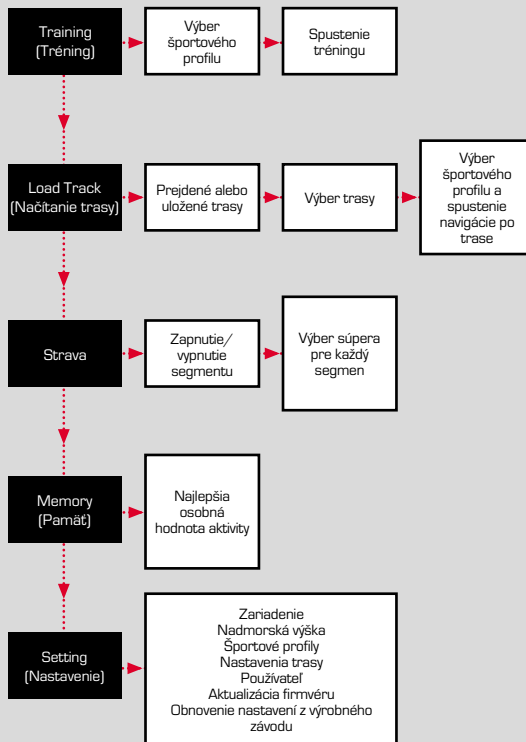 Training
(Tréning)
Výber
športového
profilu
Spustenie
tréningu
Load Track
(Načítanie trasy)
Prejdené alebo
uložené trasy
Výber trasy
Výber
športového
profilu a
spustenie
navigácie po
trase
Strava
Zapnutie/
vypnutie
segmentu
Výber súpera
pre každý
segmen
Memory
(Pamäť)
Najlepšia
osobná
hodnota aktivity
Setting
(Nastavenie)
Zariadenie
Nadmorská výška
Športové profily
Nastavenia trasy
Používateľ
Aktualizácia firmvéru
Obnovenie nastavení z výrobného
závodu